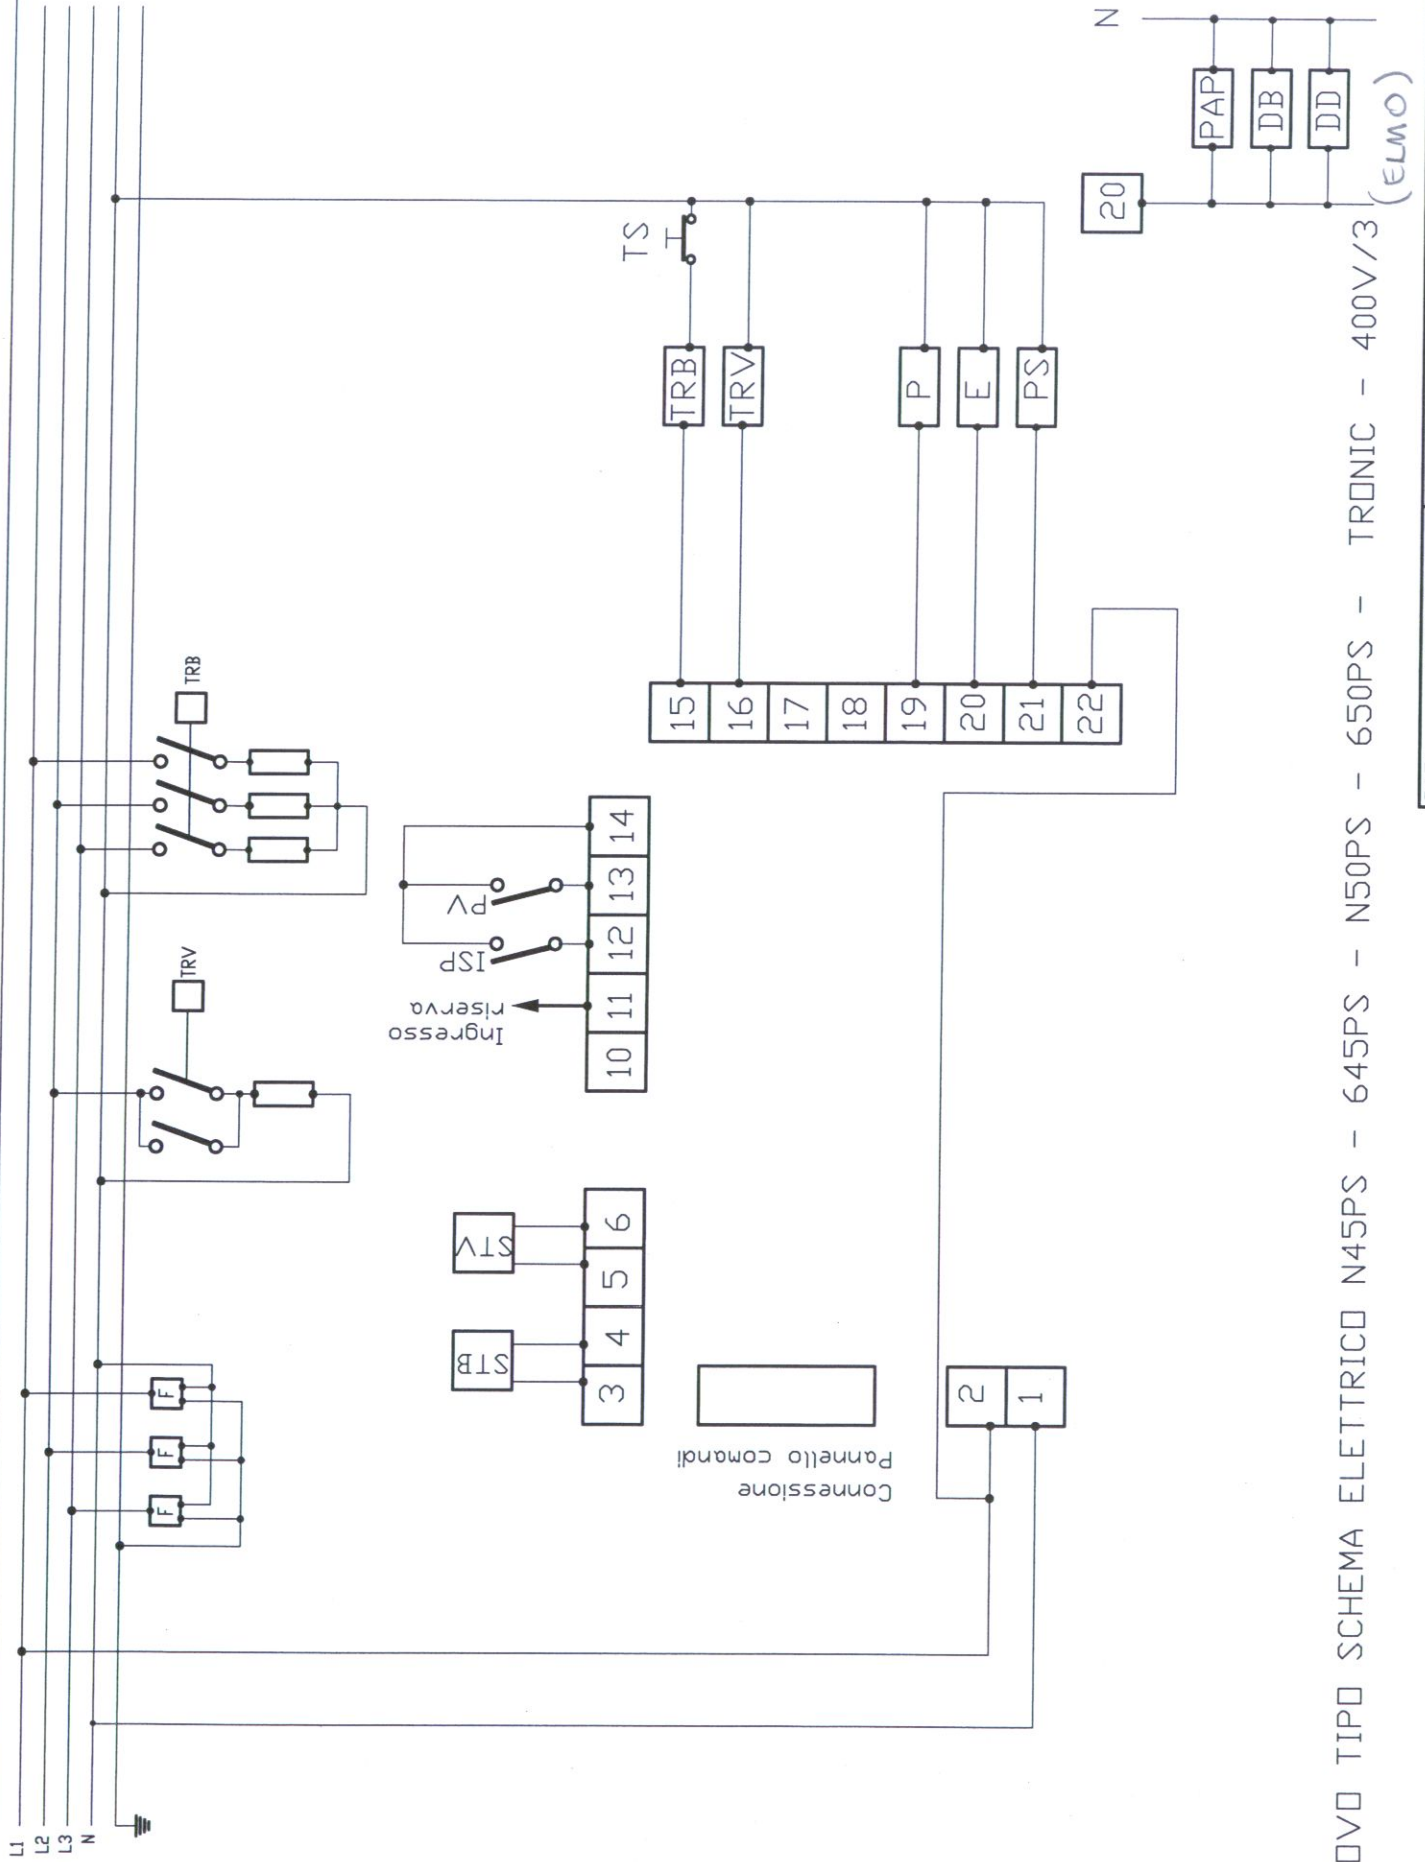 L1
L2
L3
N
F
F
F
TRV
TRB
STB
STV
3
4
5
6
Ingresso
riserva
ISP
PV
10
11
12
13
14
Connessione
Pannello comandi
2
1
15
16
17
18
19
20
21
22
TRB
TRV
P
E
PS
TS
20
N
PAP
DB
DD
(ELMO)
OVO TIPO SCHEMA ELETTRICO N45PS - 645PS - N50PS - 650PS - TRONIC - 400V/3